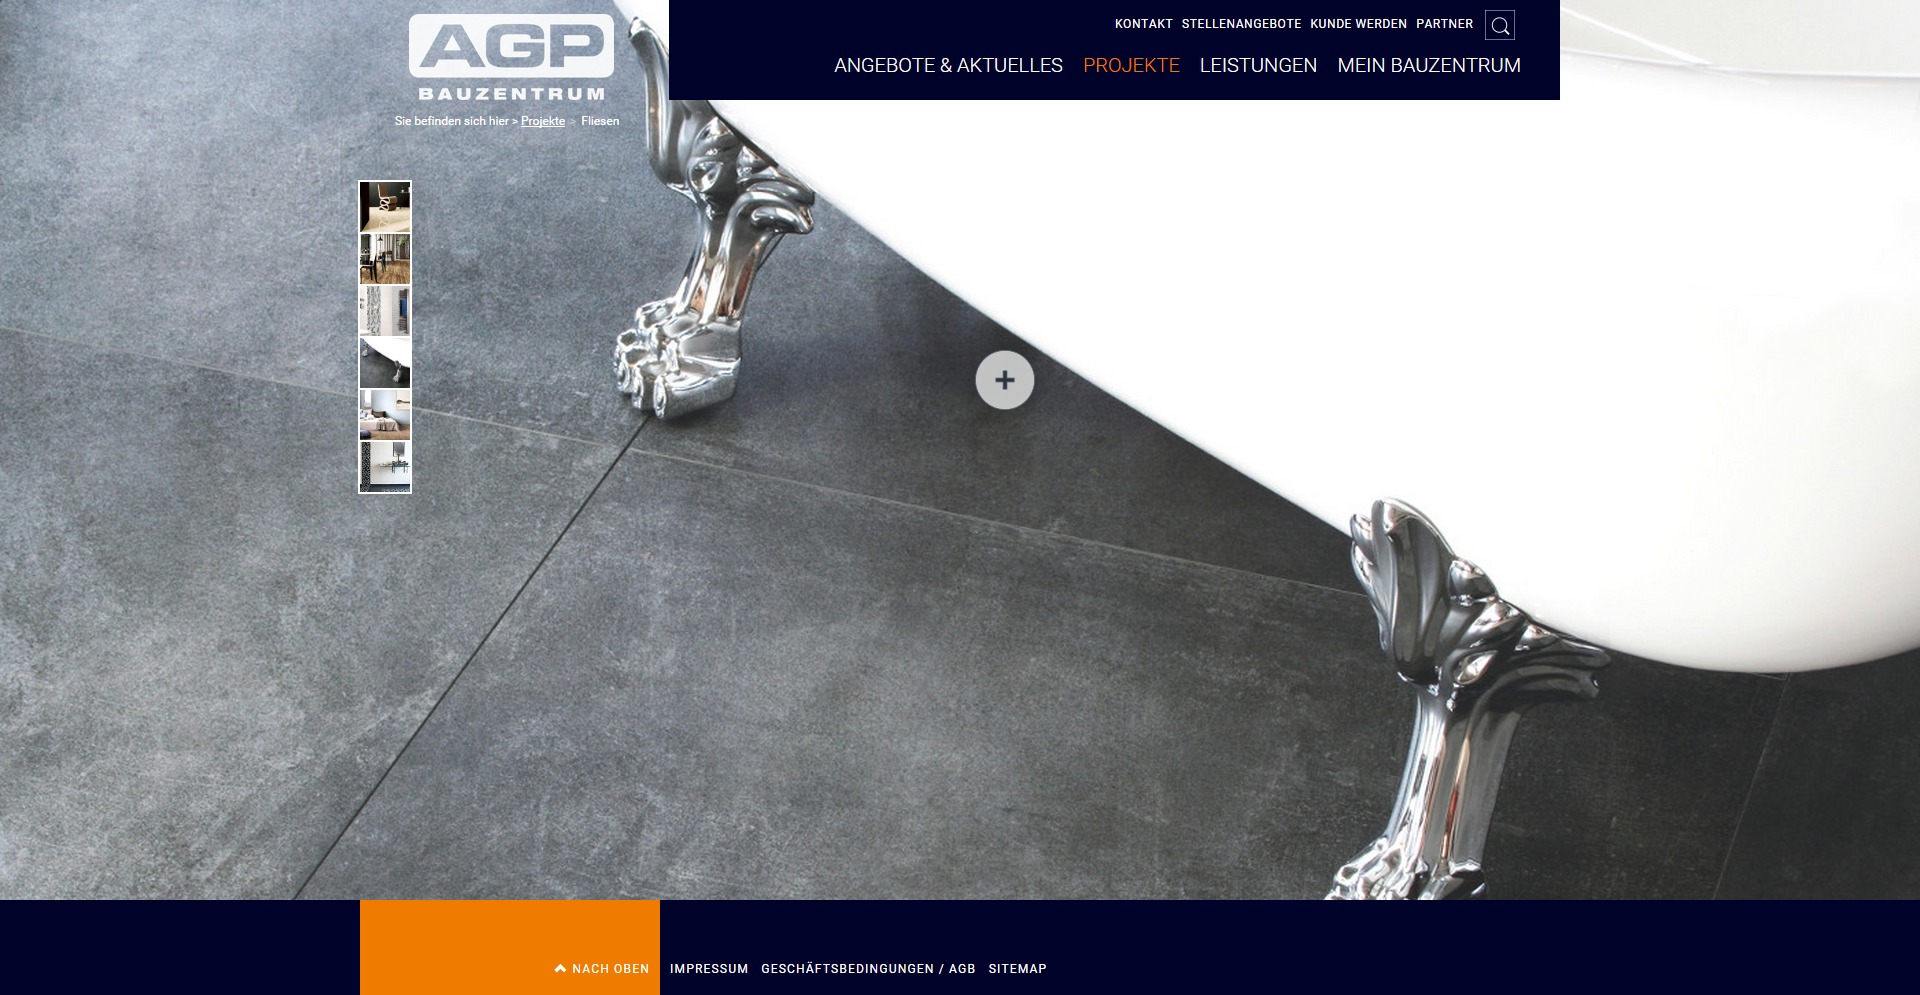 AGP
BAUZENTRUM
KONTAKT STELLENANGEBOTE KUNDE WERDEN PARTNER
ANGEBOTE & AKTUELLES PROJEKTE LEISTUNGEN MEIN BAUZENTRUM
Sie befinden sich hier > Projekte > Fliesen
NACH OBEN IMPRESSUM GESCHÄFTSBEDINGUNGEN / AGB SITEMAP